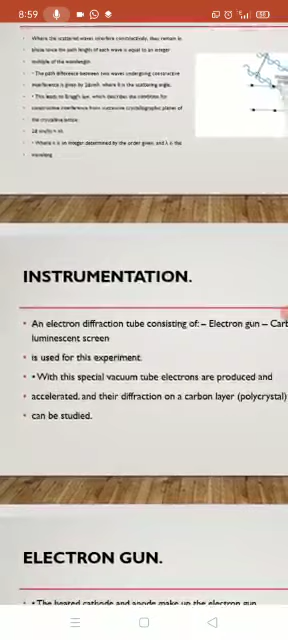 8:59
Where the scattered waves interfere constructively, they remain in
phase since the path length of each wave is equal to an integer
multiple of the wavelength.
• The path difference between two waves undergoing constructive
interference is given by 2dsinθ, where θ is the scattering angle.
• This leads to Bragg's law, which describes the condition for
constructive interference from successive crystallographic planes of
the crystalline lattice:
• Where n is an integer determined by the order given, and λ is the
INSTRUMENTATION.
• An electron diffraction tube consisting of: – Electron gun – Carb
luminescent screen
• is used for this experiment.
• • With this special vacuum tube electrons are produced and
• accelerated, and their diffraction on a carbon layer (polycrystal)
• can be studied.
ELECTRON GUN.
• • The heated cathode and anode make up the electron gun